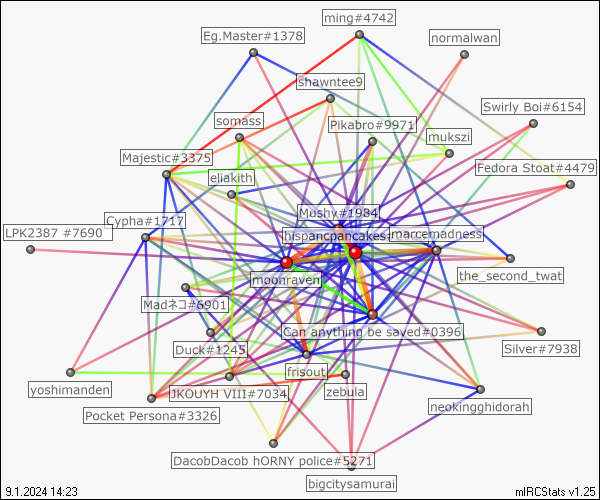 ming#4742
Eg.Master#1378
normalwan
shawntee9
Swirly Boi#6154
somass
Pikabro#9971
mukszi
Majestic#3375
Fedora Stoat#4479
eliakith
Mushy#1984
Cypha#1717
LPK2387 #7690
hispancpancakes
marcemadness
moonraven
the_second_twat
Madネコ#6901
Can anything be saved#0396
Duck#1245
Silver#7938
frisout
yoshimanden
JKOUYH VIII#7034
zebula
neokingghidorah
Pocket Persona#3326
DacobDacob hORNY police#5271
bigcitysamurai
9.1.2024 14:23
mIRCStats v1.25